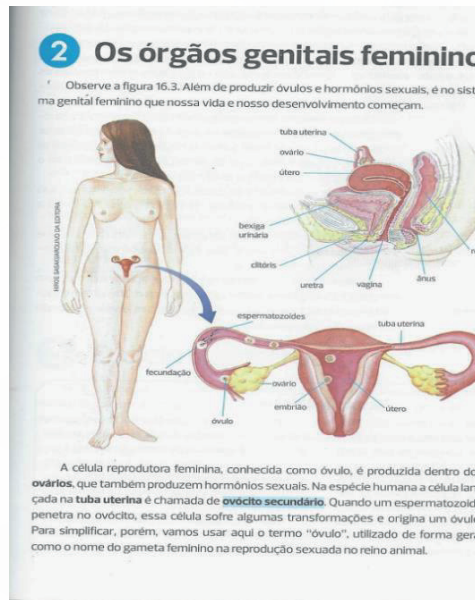 2 Os órgãos genitais feminino
Observe a figura 16.3. Além de produzir óvulos e hormônios sexuais, é no sist
ma genital feminino que nossa vida e nosso desenvolvimento começam.
tuba uterina
ovário
útero
bexiga
urinária
clitóris
uretra
vagina
ânus
espermatozoides
tuba uterina
fecundação
ovário
óvulo
embrião
útero
A célula reprodutora feminina, conhecida como óvulo, é produzida dentro do
ovários, que também produzem hormônios sexuais. Na espécie humana a célula lan
çada na tuba uterina é chamada de ovócito secundário. Quando um espermatozoid
penetra no ovócito, essa célula sofre algumas transformações e origina um óvulo
Para simplificar, porém, vamos usar aqui o termo "óvulo", utilizado de forma gera
como o nome do gameta feminino na reprodução sexuada no reino animal.